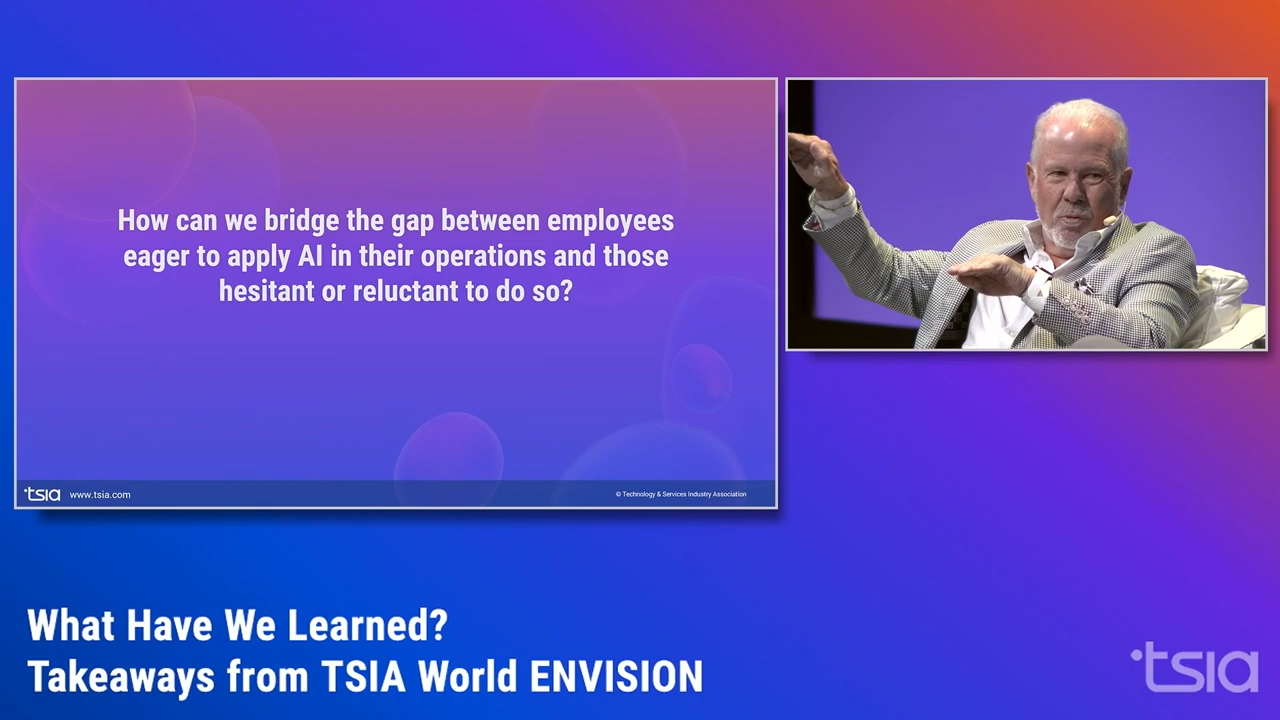 How can we bridge the gap between employees
eager to apply AI in their operations and those
hesitant or reluctant to do so?
tsia www.tsia.com
© Technology & Services Industry Association
What Have We Learned?
Takeaways from TSIA World ENVISION
tsia